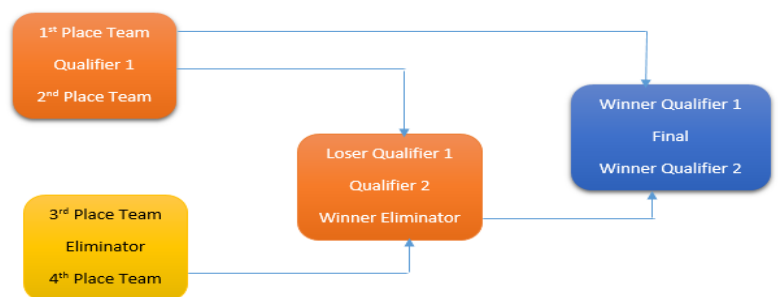 1st Place Team
Qualifier 1
2nd Place Team
Winner Qualifier 1
Final
Winner Qualifier 2
Loser Qualifier 1
Qualifier 2
Winner Eliminator
3rd Place Team
Eliminator
4th Place Team